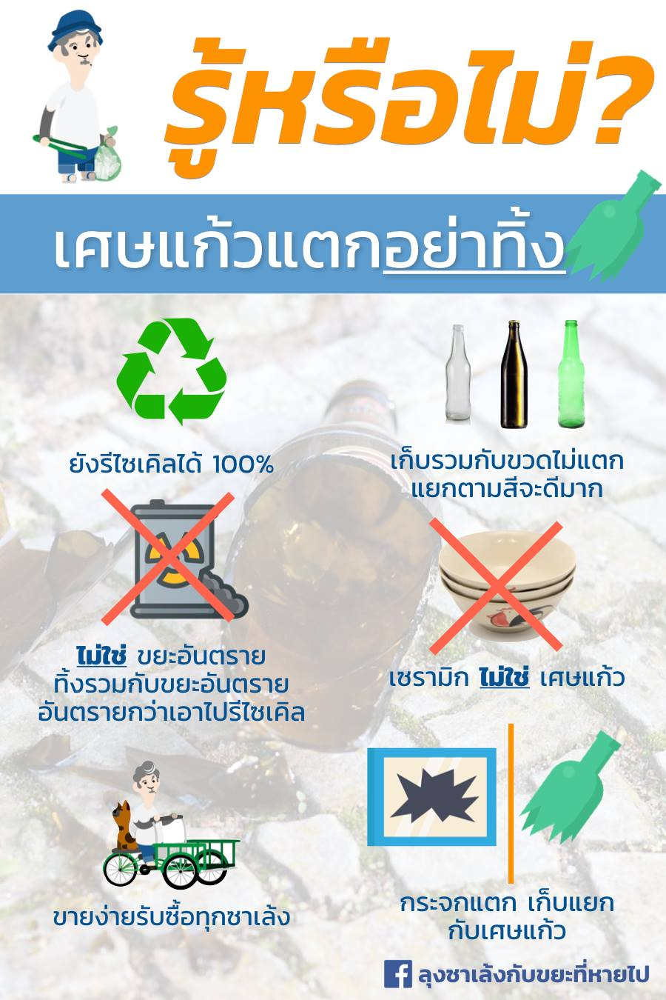 รู้หรือไม่?
เศษแก้วแตกอย่าทิ้ง
ยังรีไซเคิลได้ 100%
เก็บรวมกับขวดไม่แตก
แยกตามสีจะดีมาก
ไม่ใช่ ขยะอันตราย
ทิ้งรวมกับขยะอันตราย
อันตรายกว่าเอาไปรีไซเคิล
เซรามิก ไม่ใช่ เศษแก้ว
ขายง่ายรับซื้อทุกซาเล้ง
กระจกแตก เก็บแยก
กับเศษแก้ว
ลุงซาเล้งกับขยะที่หายไป